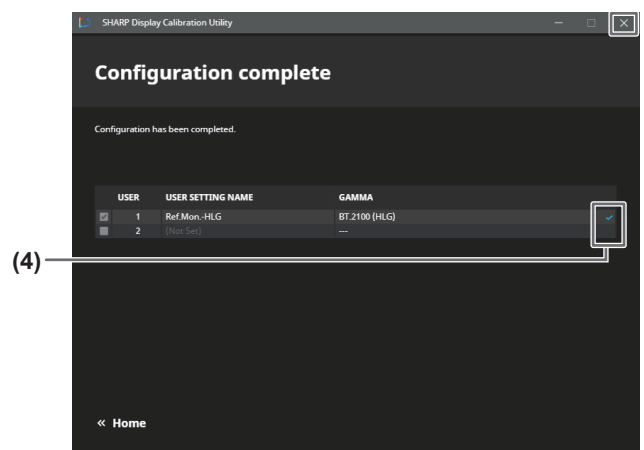 SHARP Display Calibration Utility
Configuration complete
Configuration has been completed.
USER USER SETTING NAME GAMMA
1 Ref.Mon.-HLG BT.2100 (HLG)
2 (Not Set) ---
(4)
« Home